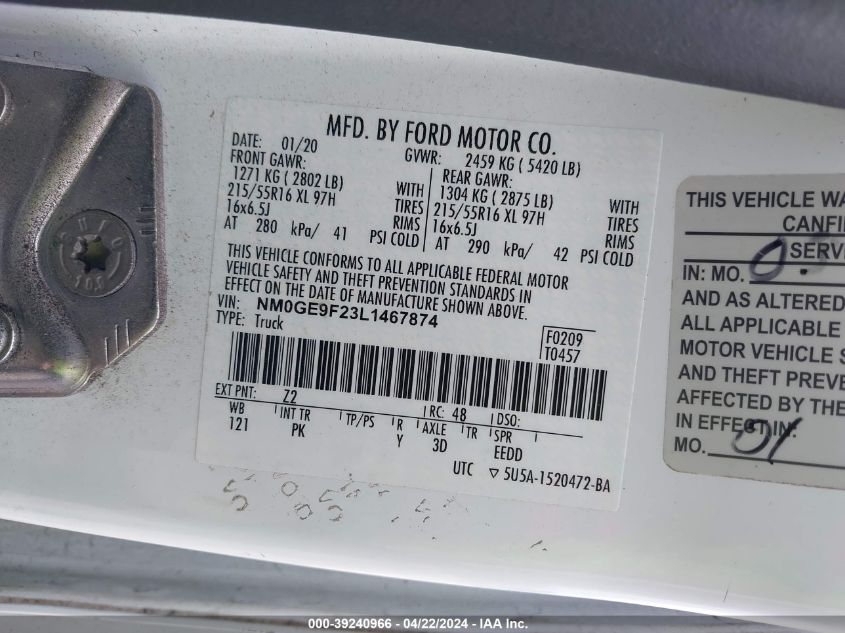 MFD. BY FORD MOTOR CO.
DATE: 01/20 GVWR: 2459 KG ( 5420 LB)
FRONT GAWR: REAR GAWR:
1271 KG ( 2802 LB) WITH 1304 KG ( 2875 LB) WITH
215/55R16 XL 97H TIRES 215/55R16 XL 97H TIRES
16x6.5J RIMS 16x6.5J RIMS
AT 280 kPa/ 41 PSI COLD AT 290 kPa/ 42 PSI COLD
THIS VEHICLE CONFORMS TO ALL APPLICABLE FEDERAL MOTOR
VEHICLE SAFETY AND THEFT PREVENTION STANDARDS IN
EFFECT ON THE DATE OF MANUFACTURE SHOWN ABOVE.
VIN: NM0GE9F23L1467874
TYPE: Truck
F0209
T0457
EXT PNT: Z2 RC: 48 DSO:
WB INT TR TP/PS R AXLE TR SPR
121 PK Y 3D EEDD
UTC ▽ 5U5A-1520472-BA
THIS VEHICLE WA
CANFI
0 SERVI
IN: MO. 0
AND AS ALTERED
ALL APPLICABLE
MOTOR VEHICLE S
AND THEFT PREVE
AFFECTED BY THE
IN EFFECT IN:
MO. 01
000-39240966 - 04/22/2024 - IAA Inc.